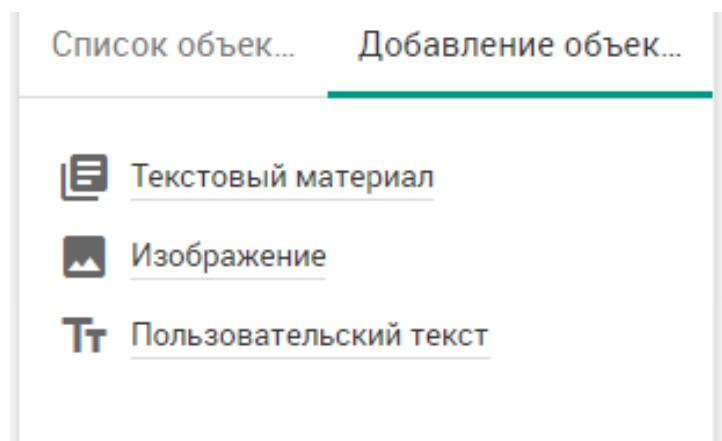 Список объек... Добавление объек...
Текстовый материал
Изображение
Пользовательский текст